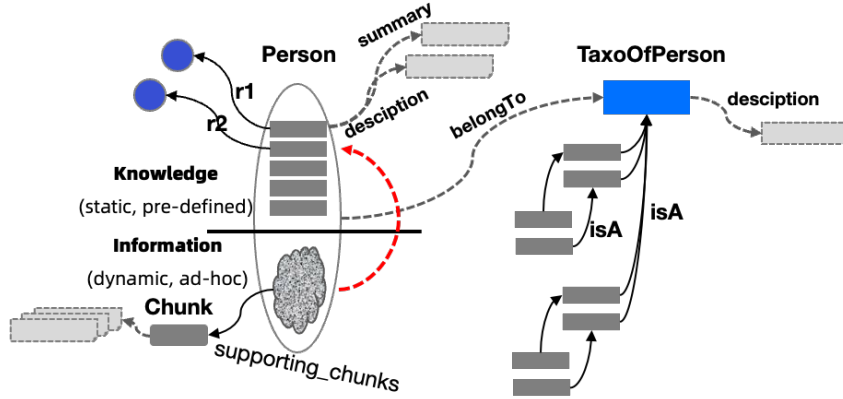 summary
Person
TaxoOfPerson
r1
desciption
desciption
r2
belongTo
Knowledge
(static, pre-defined)
isA
isA
Information
(dynamic, ad-hoc)
Chunk
supporting_chunks